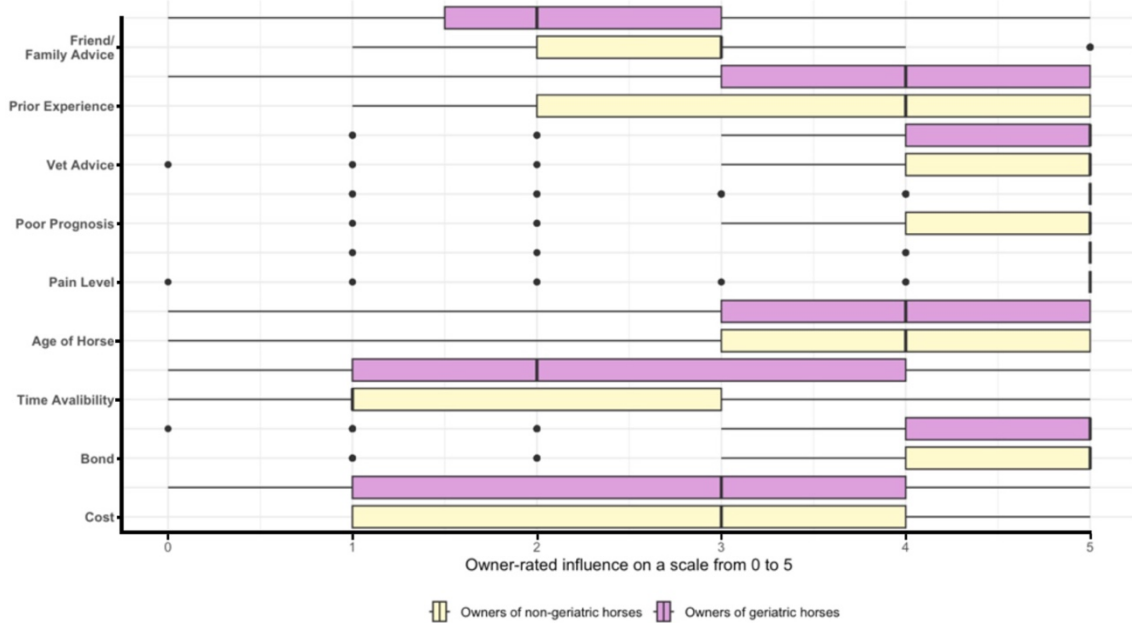 Friend/
Family Advice
Prior Experience
Vet Advice
Poor Prognosis
Pain Level
Age of Horse
Time Avalibility
Bond
Cost
0 1 2 3 4 5
Owner-rated influence on a scale from 0 to 5
Owners of non-geriatric horses Owners of geriatric horses